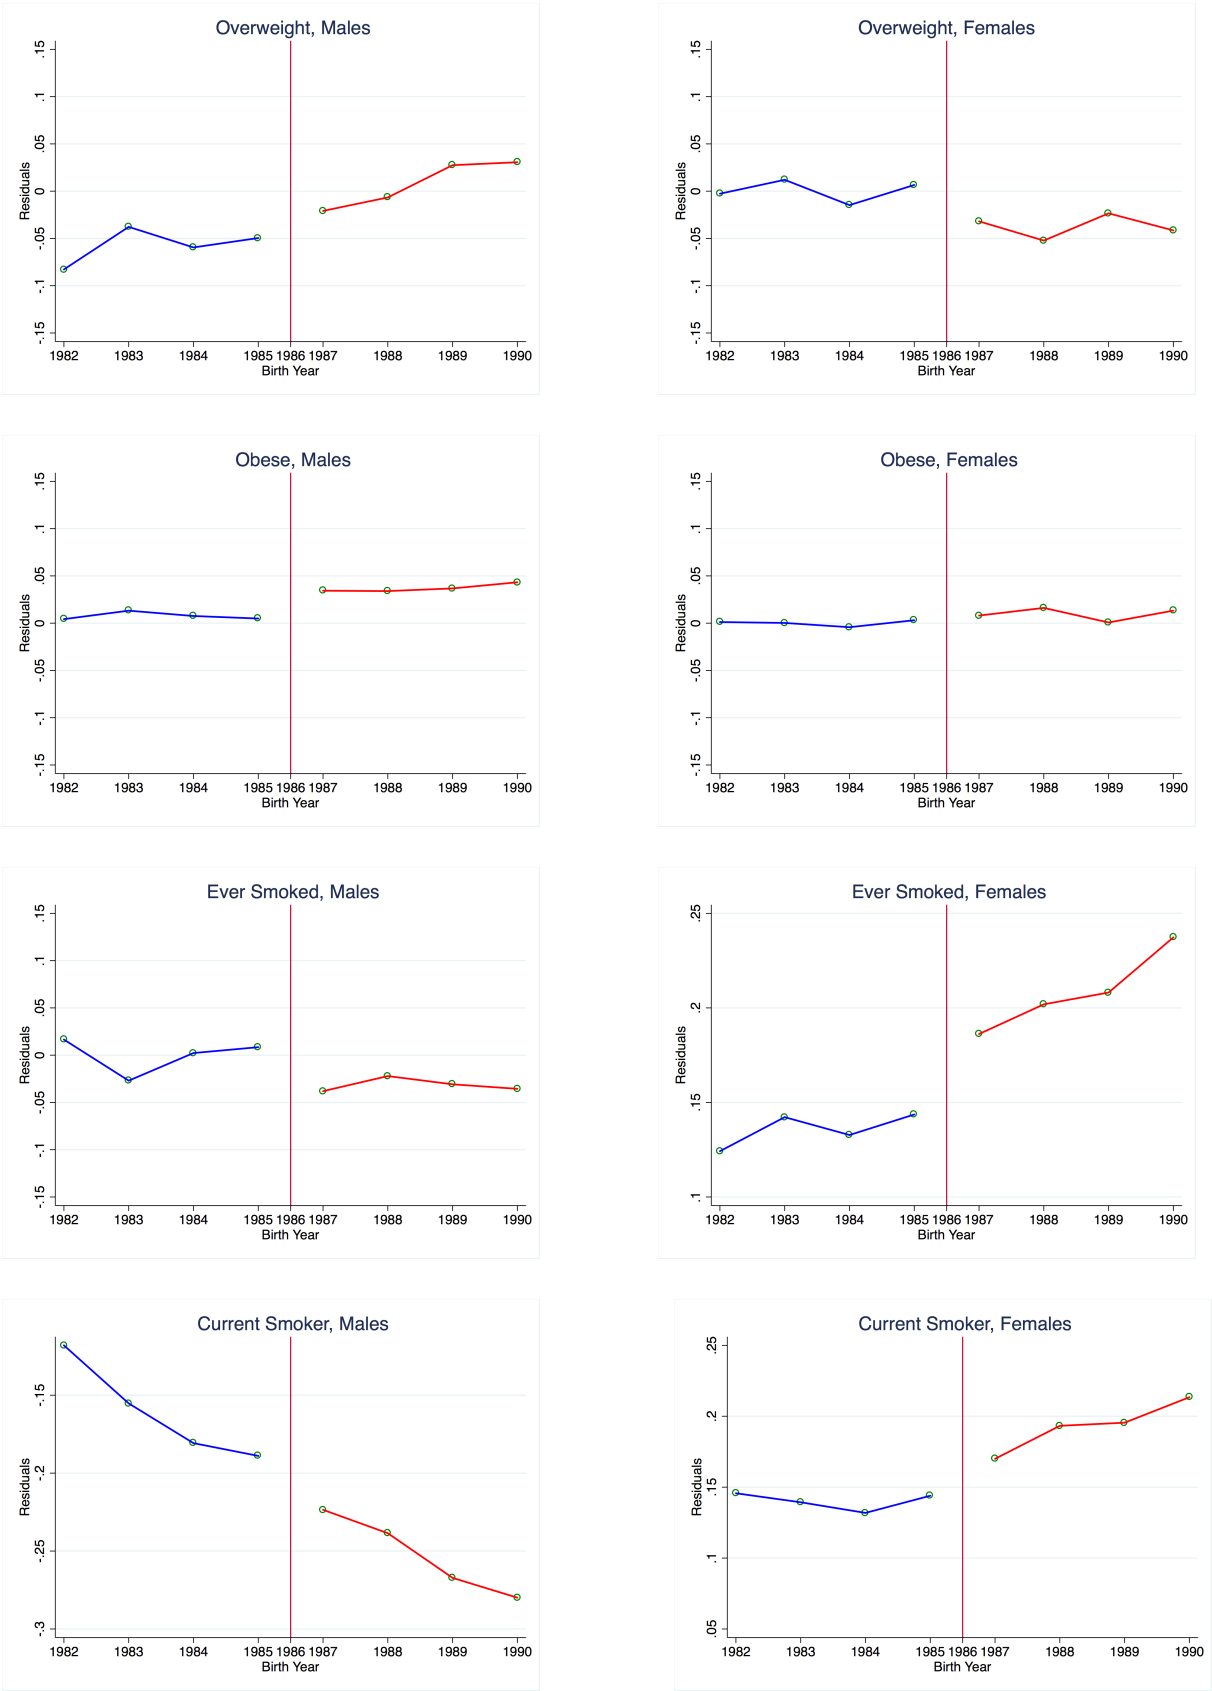 Overweight, Males
Residuals
.15
.1
.05
0
-.05
-.1
-.15
1982 1983 1984 1985 1986 1987 1988 1989 1990
Birth Year
Overweight, Females
Residuals
.15
.1
.05
0
-.05
-.1
-.15
1982 1983 1984 1985 1986 1987 1988 1989 1990
Birth Year
Obese, Males
Residuals
.15
.1
.05
0
-.05
-.1
-.15
1982 1983 1984 1985 1986 1987 1988 1989 1990
Birth Year
Obese, Females
Residuals
.15
.1
.05
0
-.05
-.1
-.15
1982 1983 1984 1985 1986 1987 1988 1989 1990
Birth Year
Ever Smoked, Males
Residuals
.15
.1
.05
0
-.05
-.1
-.15
1982 1983 1984 1985 1986 1987 1988 1989 1990
Birth Year
Ever Smoked, Females
Residuals
.25
.2
.15
.1
1982 1983 1984 1985 1986 1987 1988 1989 1990
Birth Year
Current Smoker, Males
Residuals
-.15
-.2
-.25
-.3
1982 1983 1984 1985 1986 1987 1988 1989 1990
Birth Year
Current Smoker, Females
Residuals
.25
.2
.15
.1
.05
1982 1983 1984 1985 1986 1987 1988 1989 1990
Birth Year